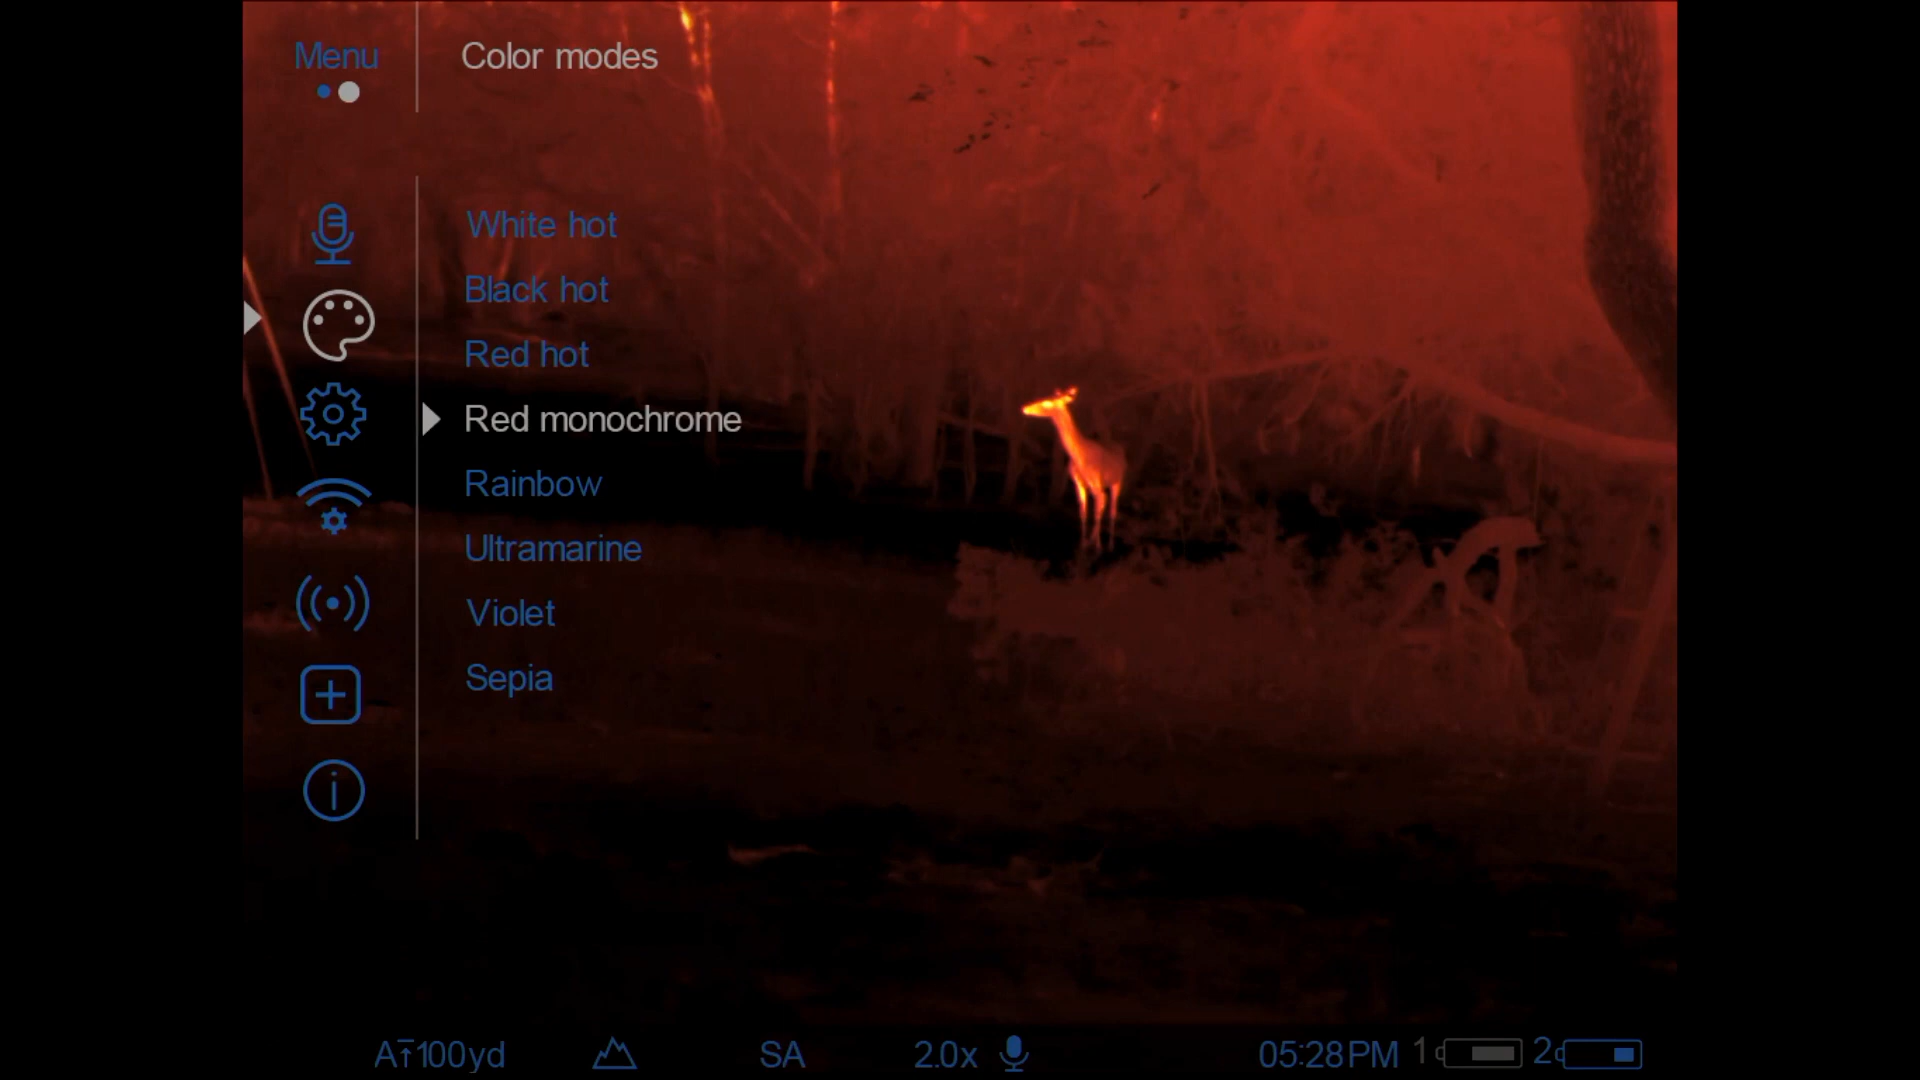 Menu
Color modes
White hot
Black hot
Red hot
Red monochrome
Rainbow
Ultramarine
Violet
Sepia
A 100yd SA 2.0x 05:28PM 1 2